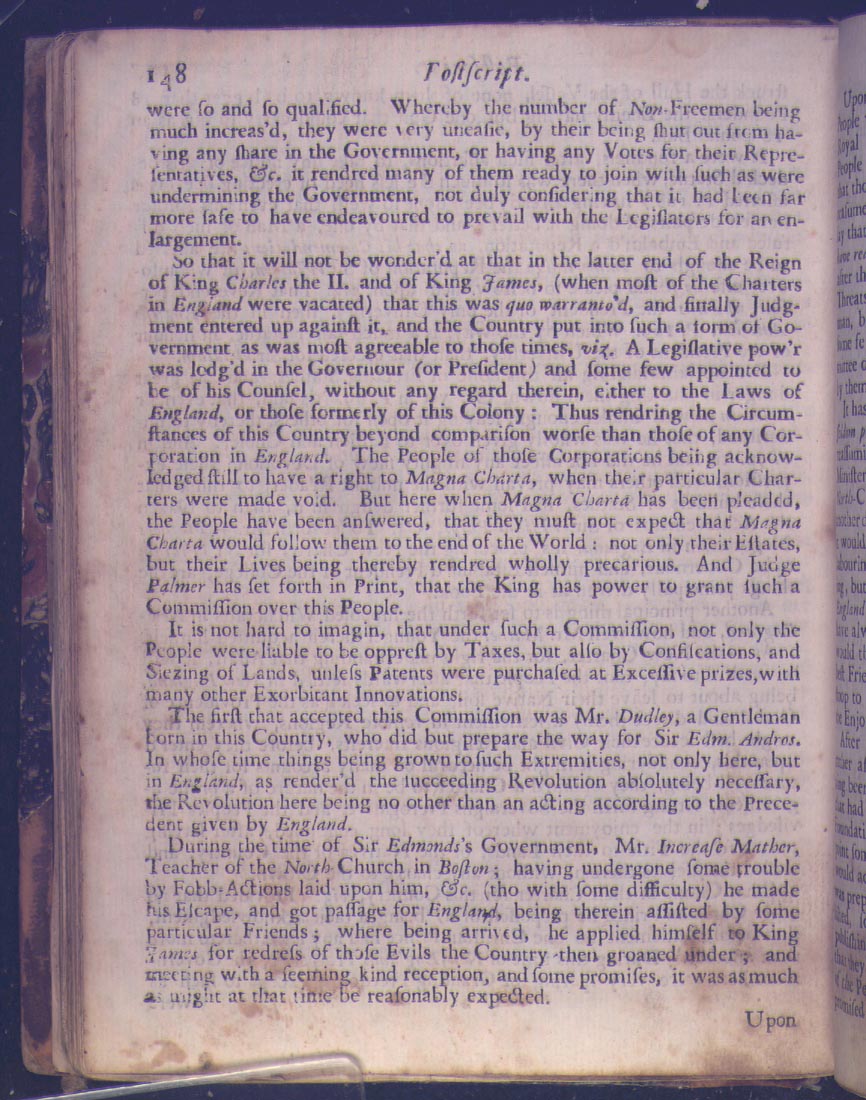 148 Postscript.
were ſo and ſo qualified. Whereby the number of Non-Freemen being
much increas'd, they were very uneaſie, by their being ſhut out from ha-
ving any ſhare in the Government, or having any Votes for their Repre-
ſentatives, &c. it rendred many of them ready to join with ſuch as were
undermining the Government, not duly conſidering that it had been far
more ſafe to have endeavoured to prevail with the Legiſlators for an en-
largement.
So that it will not be wonder'd at that in the latter end of the Reign
of King Charles the II. and of King James, (when moſt of the Charters
in England were vacated) that this was quo warranto'd, and finally Judg-
ment entered up againſt it, and the Country put into ſuch a form of Go-
vernment as was moſt agreeable to thoſe times, viz. A Legiſlative pow'r
was lodg'd in the Governour (or Preſident) and ſome few appointed to
be of his Counſel, without any regard therein, either to the Laws of
England, or thoſe formerly of this Colony : Thus rendring the Circum-
ſtances of this Country beyond compariſon worſe than thoſe of any Cor-
poration in England. The People of thoſe Corporations being acknow-
ledged ſtill to have a right to Magna Charta, when their particular Char-
ters were made void. But here when Magna Charta has been pleaded,
the People have been anſwered, that they muſt not expect that Magna
Charta would follow them to the end of the World : not only their Eſtates,
but their Lives being thereby rendred wholly precarious. And Judge
Palmer has ſet forth in Print, that the King has power to grant ſuch a
Commiſſion over this People.
It is not hard to imagin, that under ſuch a Commiſſion, not only the
People were liable to be oppreſt by Taxes, but alſo by Confiſcations, and
Siezing of Lands, unleſs Patents were purchaſed at Exceſſive prizes, with
many other Exorbitant Innovations.
The firſt that accepted this Commiſſion was Mr. Dudley, a Gentleman
born in this Country, who did but prepare the way for Sir Edm. Andros.
In whoſe time things being grown to ſuch Extremities, not only here, but
in England, as render'd the ſucceeding Revolution abſolutely neceſſary,
the Revolution here being no other than an acting according to the Prece-
dent given by England.
During the time of Sir Edmonds's Government, Mr. Increaſe Mather,
Teacher of the North Church in Boſton ; having undergone ſome trouble
by Fobb-Actions laid upon him, &c. (tho with ſome difficulty) he made
his Eſcape, and got paſſage for England, being therein aſſiſted by ſome
particular Friends ; where being arrived, he applied himſelf to King
James for redreſs of thoſe Evils the Country then groaned under ; and
meeting with a ſeeming kind reception, and ſome promiſes, it was as much
as might at that time be reaſonably expected.
Upon